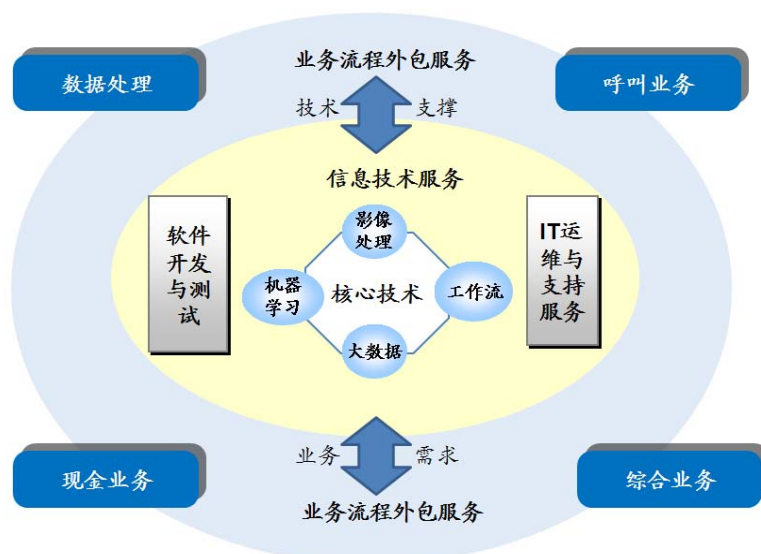 业务流程外包服务
数据处理
呼叫业务
技术
支撑
信息技术服务
软件
开发
与测
试
影像
处理
机器
学习
核心技术
工作流
大数据
IT运
维与
支持
服务
业务
需求
现金业务
综合业务
业务流程外包服务